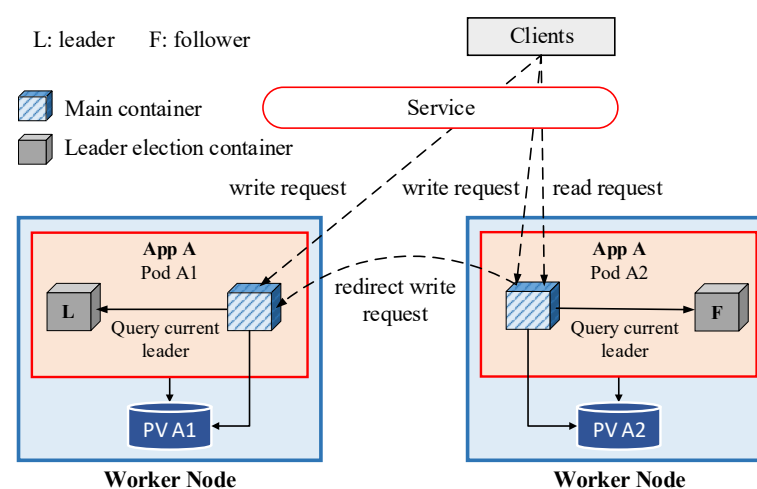 L: leader
F: follower
Clients
Main container
Service
Leader election container
write request
write request
read request
App A
Pod A1
App A
Pod A2
redirect write
request
L
Query current
leader
Query current
leader
F
PV A1
PV A2
Worker Node
Worker Node